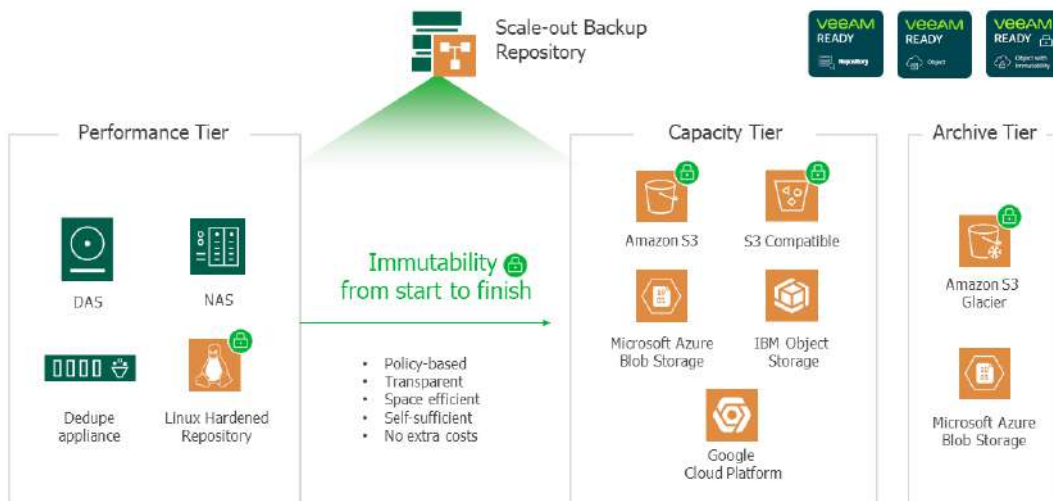 Scale-out Backup
Repository
veeam
READY
Repository
veeam
READY
Object
veeam
READY
Object with
Immutability
Performance Tier
DAS
NAS
Dedupe
appliance
Linux Hardened
Repository
Immutability
from start to finish
• Policy-based
• Transparent
• Space efficient
• Self-sufficient
• No extra costs
Capacity Tier
Amazon S3
S3 Compatible
Microsoft Azure
Blob Storage
IBM Object
Storage
Google
Cloud Platform
Archive Tier
Amazon S3
Glacier
Microsoft Azure
Blob Storage